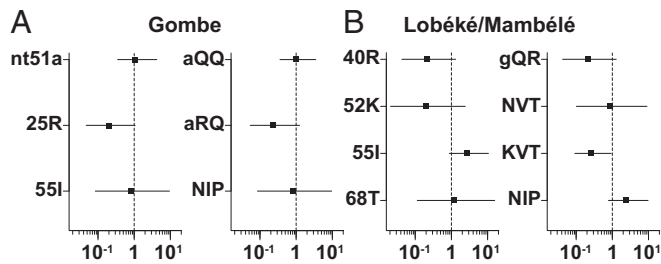 A Gombe
nt51a
25R
55I
10⁻¹ 1 10¹
aQQ
aRQ
NIP
10⁻¹ 1 10¹
B Lobéké/Mambélé
40R
52K
55I
68T
10⁻¹ 1 10¹
gQR
NVT
KVT
NIP
10⁻¹ 1 10¹